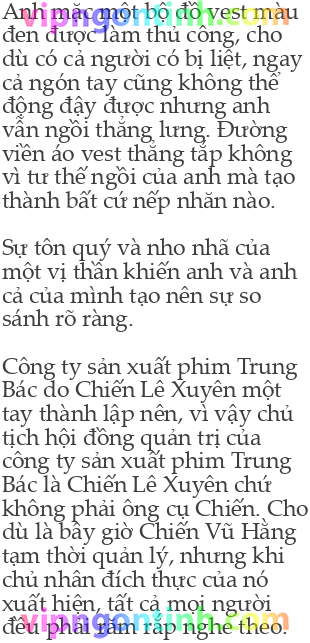 Anh mặc một bộ đồ vest màu
đen được làm thủ công, cho
dù có cả người có bị liệt, ngay
cả ngón tay cũng không thể
động đậy được nhưng anh
vẫn ngồi thẳng lưng. Đường
viền áo vest thẳng tắp không
vì tư thế ngồi của anh mà tạo
thành bất cứ nếp nhăn nào.
Sự tôn quý và nho nhã của
một vị thần khiến anh và anh
cả của mình tạo nên sự so
sánh rõ ràng.
Công ty sản xuất phim Trung
Bác do Chiến Lê Xuyên một
tay thành lập nên, vì vậy chủ
tịch hội đồng quản trị của
công ty sản xuất phim Trung
Bác là Chiến Lê Xuyên chứ
không phải ông cụ Chiến. Cho
dù là bây giờ Chiến Vũ Hằng
tạm thời quản lý, nhưng khi
chủ nhân đích thực của nó
xuất hiện, tất cả mọi người
đều phải răm rắp nghe theo.
vipngontinh.com
vipngontinh.com
vipngontinh.com